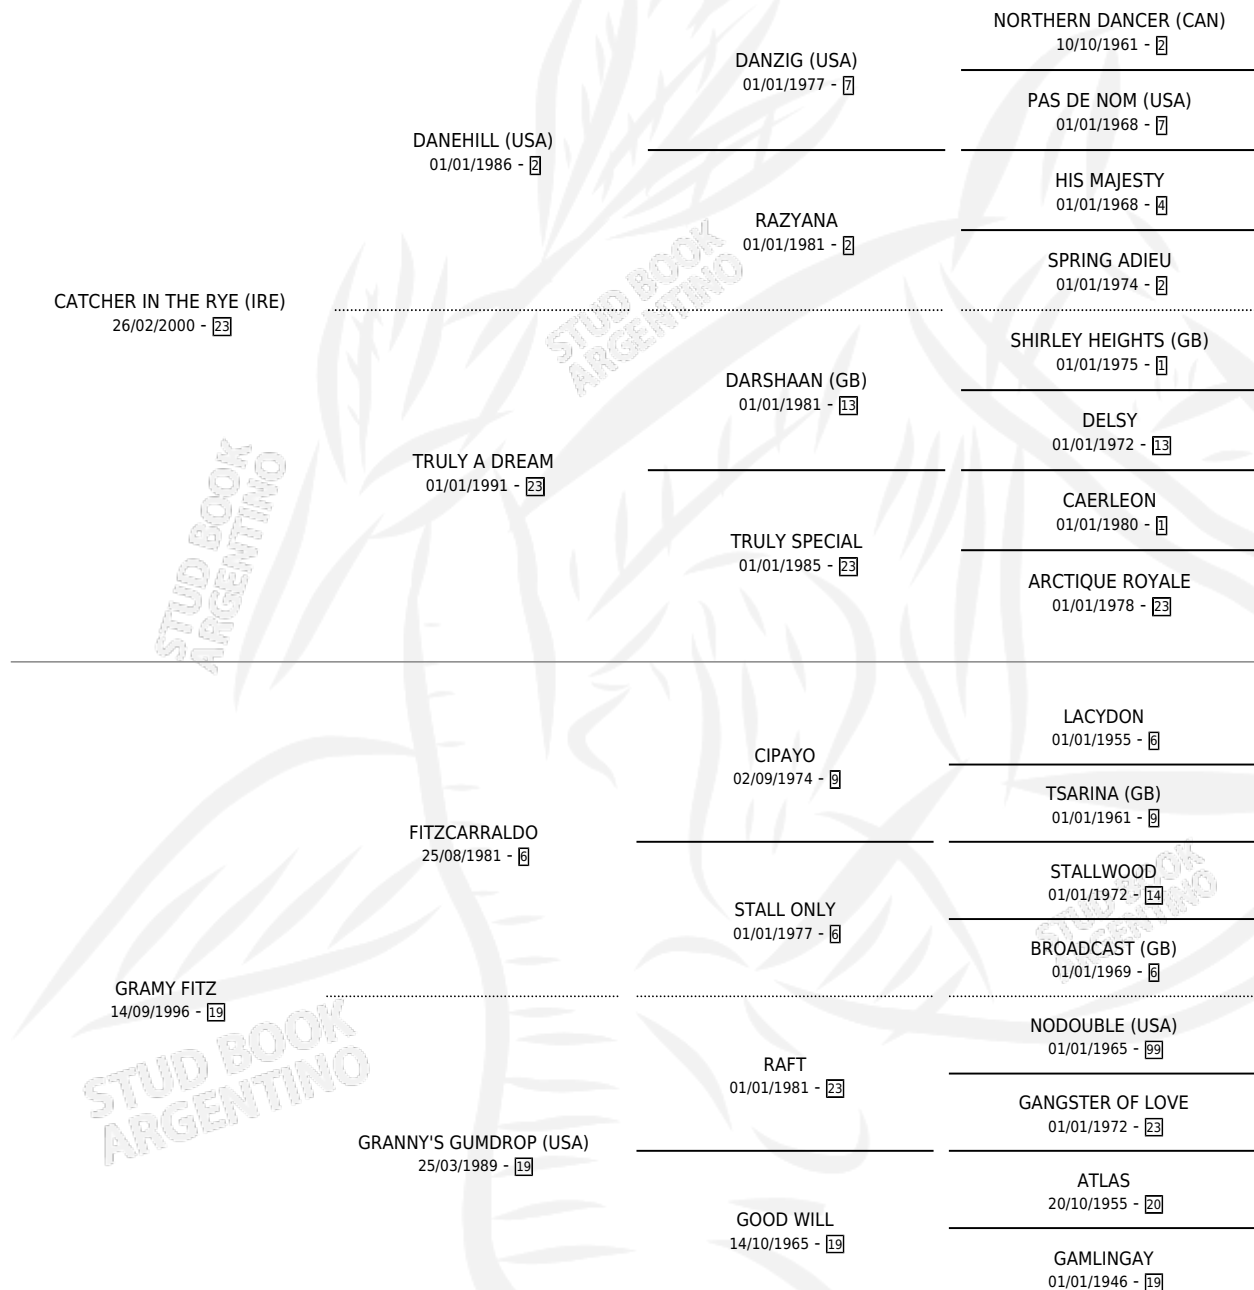 NORTHERN DANCER (CAN)
10/10/1961 - 2
DANZIG (USA)
01/01/1977 - 7
PAS DE NOM (USA)
01/01/1968 - 7
DANEHILL (USA)
01/01/1986 - 2
HIS MAJESTY
01/01/1968 - 4
RAZYANA
01/01/1981 - 2
SPRING ADIEU
01/01/1974 - 2
CATCHER IN THE RYE (IRE)
26/02/2000 - 23
SHIRLEY HEIGHTS (GB)
01/01/1975 - 1
DARSHAAN (GB)
01/01/1981 - 13
DELSY
01/01/1972 - 13
TRULY A DREAM
01/01/1991 - 23
CAERLEON
01/01/1980 - 1
TRULY SPECIAL
01/01/1985 - 23
ARCTIQUE ROYALE
01/01/1978 - 23
LACYDON
01/01/1955 - 6
CIPAYO
02/09/1974 - 9
TSARINA (GB)
01/01/1961 - 9
FITZCARRALDO
25/08/1981 - 6
STALLWOOD
01/01/1972 - 14
STALL ONLY
01/01/1977 - 6
BROADCAST (GB)
01/01/1969 - 6
GRAMY FITZ
14/09/1996 - 19
NODOUBLE (USA)
01/01/1965 - 99
RAFT
01/01/1981 - 23
GANGSTER OF LOVE
01/01/1972 - 23
GRANNY'S GUMDROP (USA)
25/03/1989 - 19
ATLAS
20/10/1955 - 20
GOOD WILL
14/10/1965 - 19
GAMLINGAY
01/01/1946 - 19
STUD BOOK
ARGENTINO
STUD BOOK
ARGENTINO
STUD BOOK
ARGENTINO
STUD BOOK
ARGENTINO